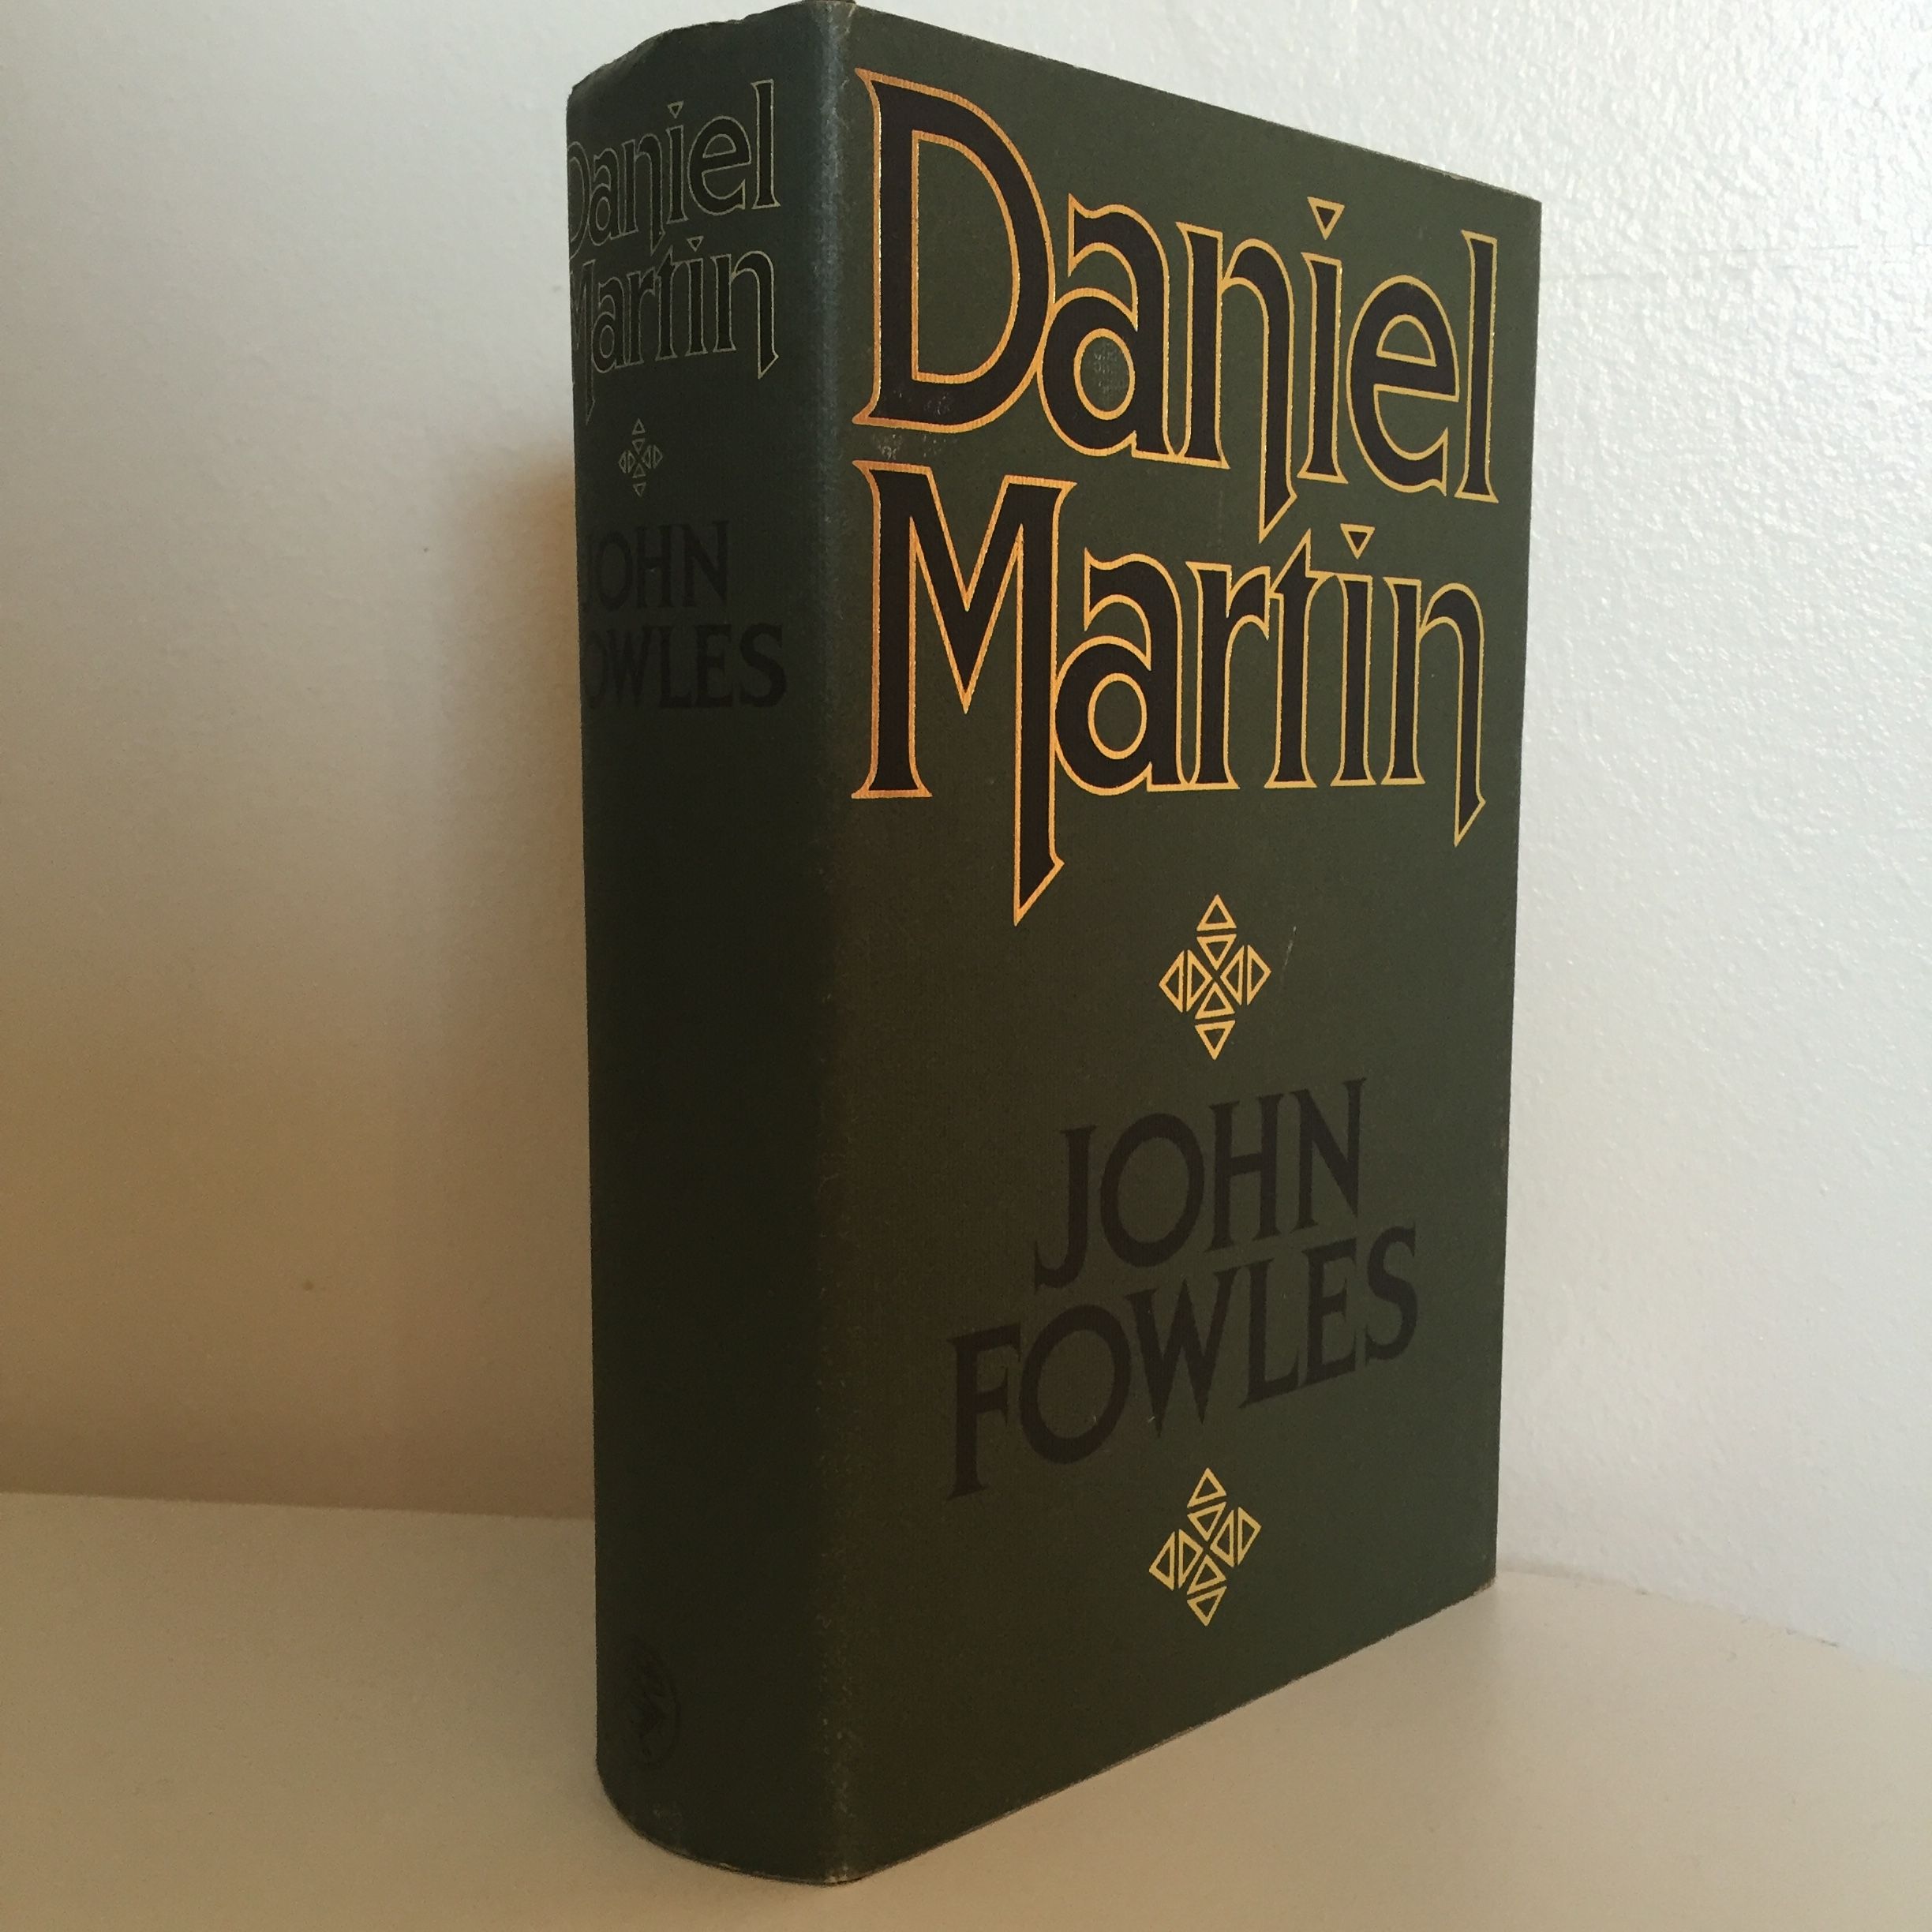 Daniel
Martin
JOHN
FOWLES
Daniel
Martin
JOHN
FOWLES